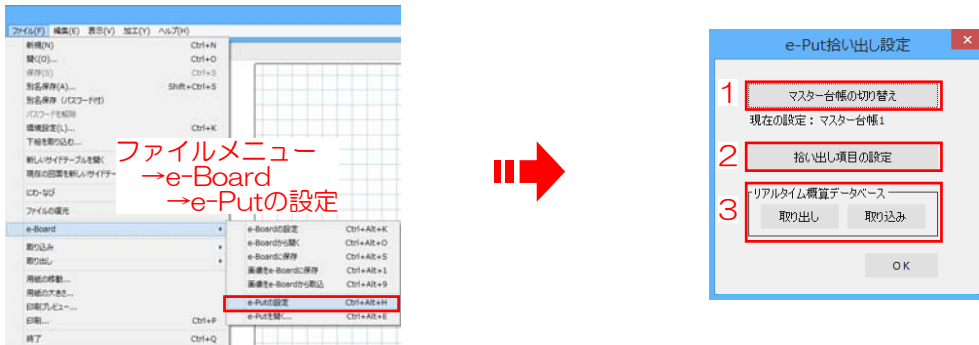 ファイル(F) 編集(E) 表示(V) 加工(Y) ヘルプ(H)
新規(N) Ctrl+N
開く(O)... Ctrl+O
保存(S) Ctrl+S
別名保存(A)... Shift+Ctrl+S
別名保存（パスワード付)
パスワードを解除
環境設定(L)... Ctrl+K
下絵を取り込む...
新しいサイドテーブルを開く
現在の図面を新しいサイドテー
にわ・なび
ファイルの復元
e-Board
取り込み
取り出し
用紙の移動...
用紙の大きさ...
印刷プレビュー...
印刷... Ctrl+P
終了 Ctrl+Q
ファイルメニュー
→e-Board
→e-Putの設定
e-Boardの設定 Ctrl+Alt+K
e-Boardから開く Ctrl+Alt+O
e-Boardに保存 Ctrl+Alt+S
画像をe-Boardに保存 Ctrl+Alt+1
画像をe-Boardから取込 Ctrl+Alt+9
e-Putの設定 Ctrl+Alt+H
e-Putを開く... Ctrl+Alt+E
e-Put拾い出し設定
1 マスター台帳の切り替え
現在の設定：マスター台帳1
2 拾い出し項目の設定
リアルタイム概算データベース
3 取り出し 取り込み
OK